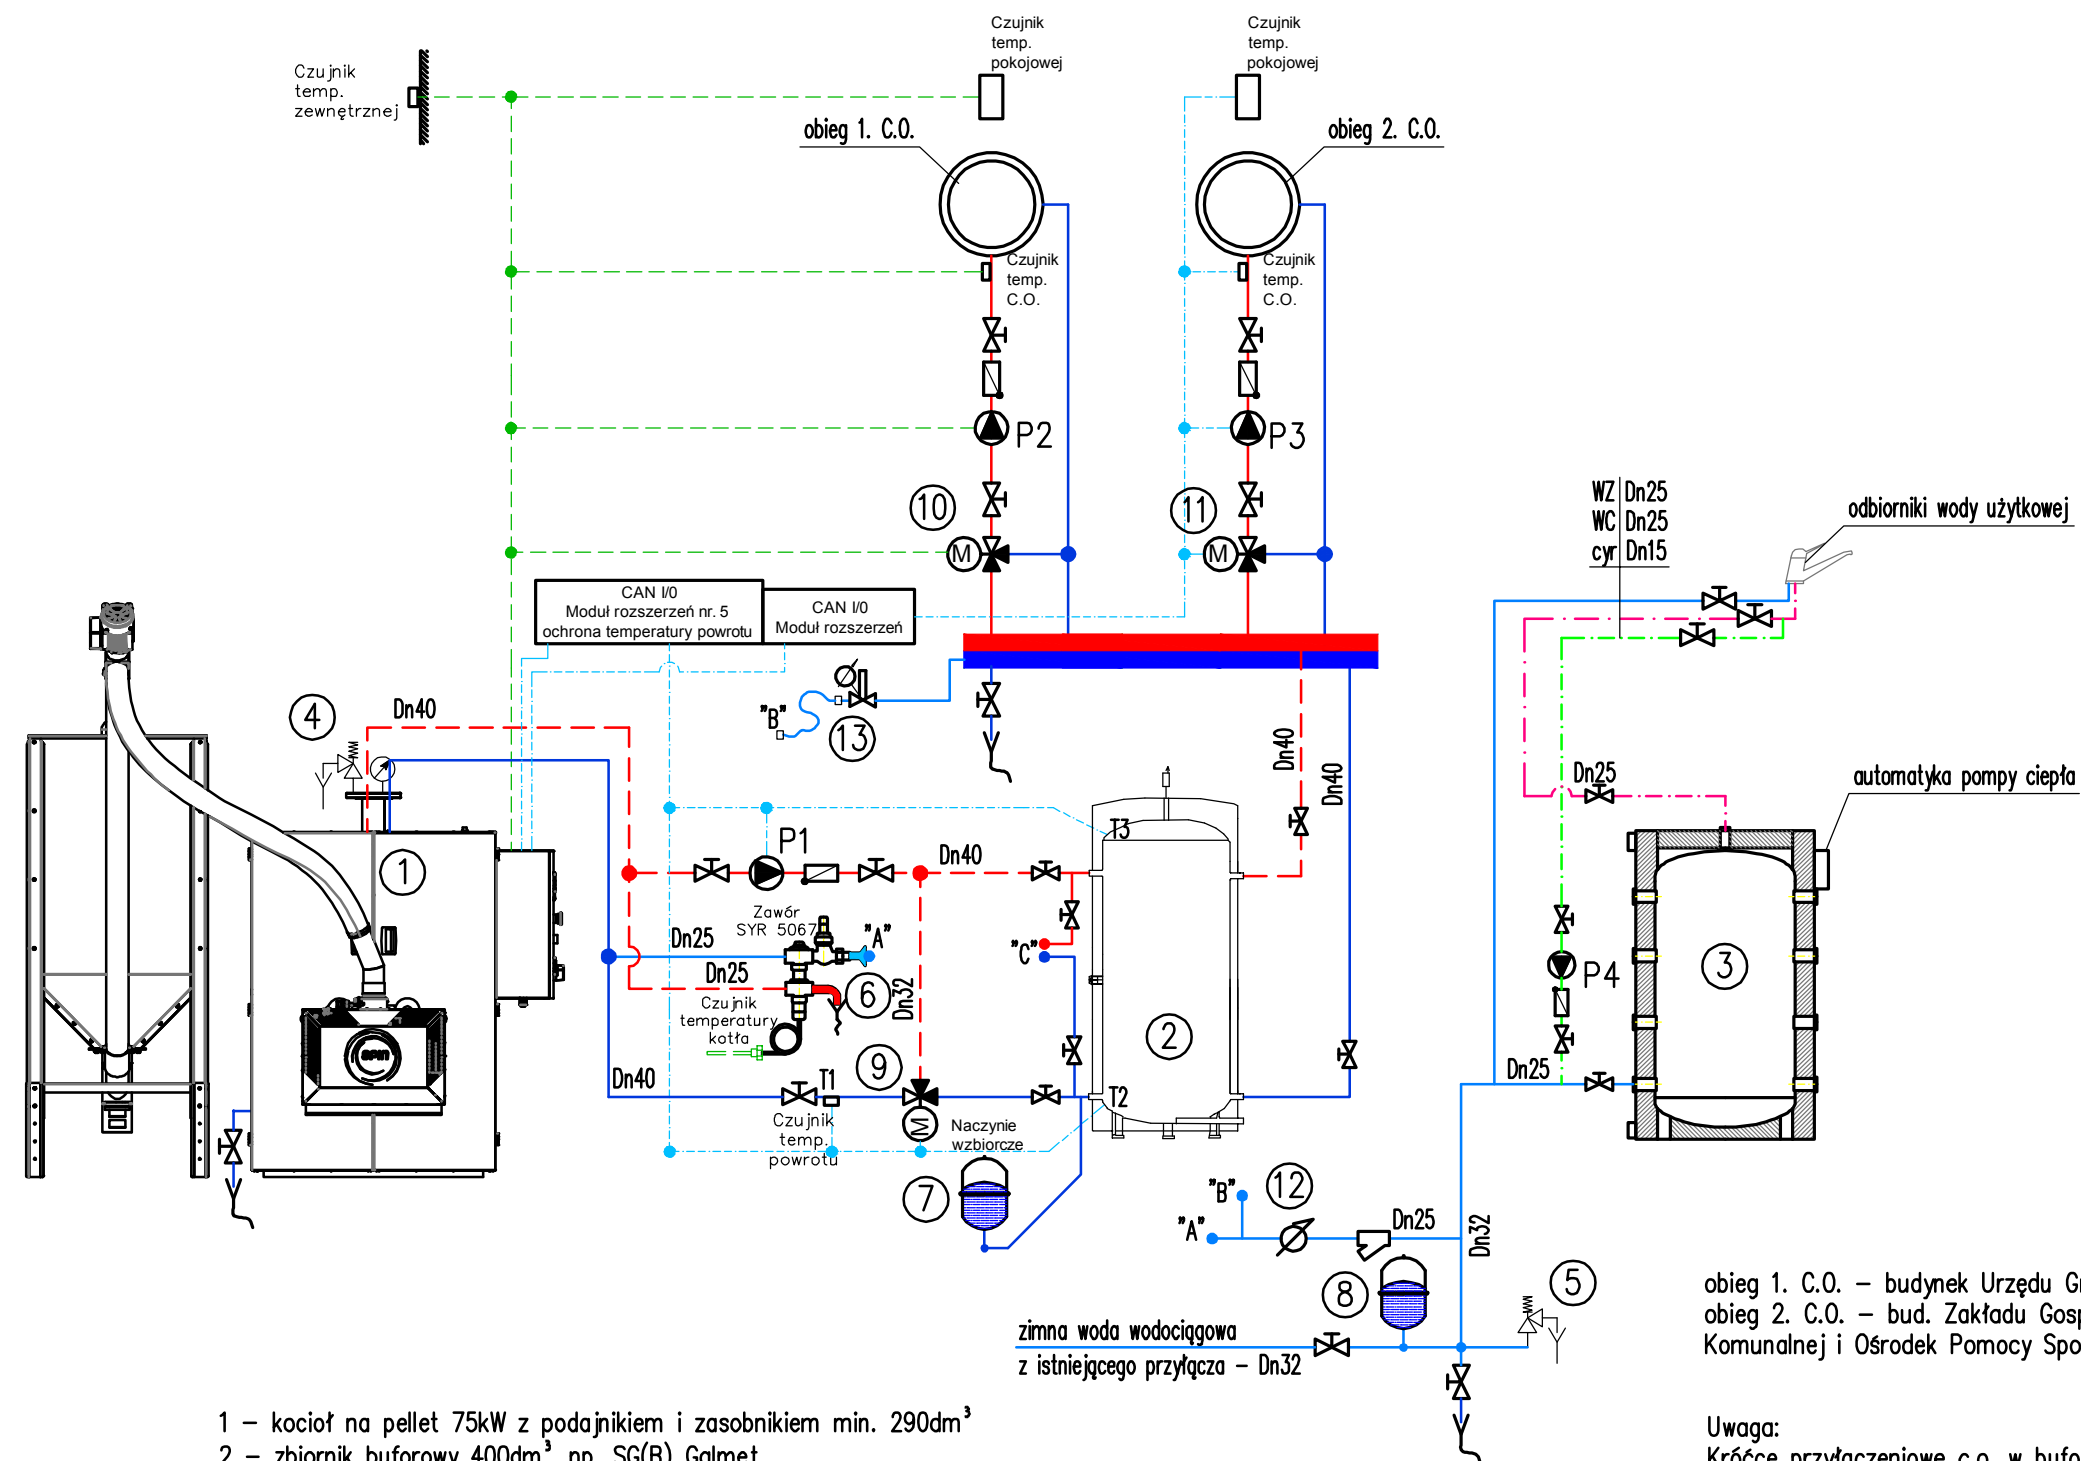 Czujnik
temp.
pokojowej
Czujnik
temp.
pokojowej
Czujnik
temp.
zewnętrznej
obieg 1. C.O.
obieg 2. C.O.
Czujnik
temp.
C.O.
Czujnik
temp.
C.O.
P2
P3
10
11
M
M
WZ Dn25
WC Dn25
cyr Dn15
odbiorniki wody użytkowej
CAN I/0
Moduł rozszerzeń nr. 5
ochrona temperatury powrotu
CAN I/0
Moduł rozszerzeń
4
Dn40
"B"
13
Dn40
Dn40
Dn25
automatyka pompy ciepła
1
P1
Dn40
T3
Zawór
SYR 5067
"A"
Dn25
Dn25
"C"
6
Dn32
Czujnik
temperatury
kotła
2
3
P4
SPIN
Dn40
T1
9
T2
Dn25
M
Czujnik
temp.
powrotu
Naczynie
wzbiorcze
7
"B"
12
"A"
Dn25
Dn32
8
5
zimna woda wodociągowa
z istniejącego przyłącza – Dn32
obieg 1. C.O. – budynek Urzędu
obieg 2. C.O. – bud. Zakładu
Komunalnej i Ośrodek Pomocy
Uwaga:
Króćce przyłączeniowe c.o. w
1 – kocioł na pellet 75kW z podajnikiem i zasobnikiem min. 290dm³
2 – zbiornik buforowy 400dm³ np. SG(B) Galmet